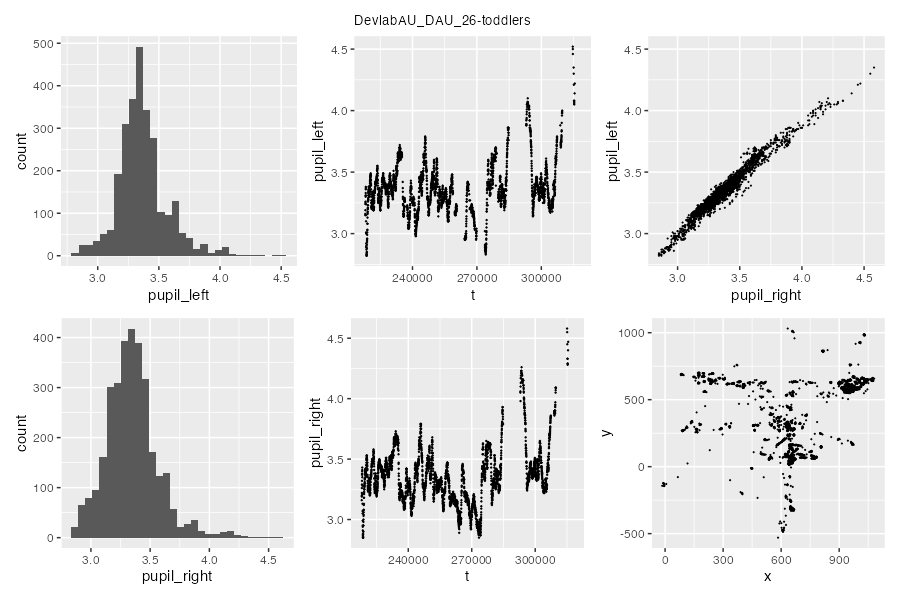 DevlabAU_DAU_26-toddlers
count
500
400
300
200
100
0
3.0 3.5 4.0 4.5
pupil_left
pupil_left
4.5
4.0
3.5
3.0
240000 270000 300000
t
pupil_left
4.5
4.0
3.5
3.0
3.0 3.5 4.0 4.5
pupil_right
count
400
300
200
100
0
3.0 3.5 4.0 4.5
pupil_right
pupil_right
4.5
4.0
3.5
3.0
240000 270000 300000
t
y
1000
500
0
-500
0 300 600 900
x